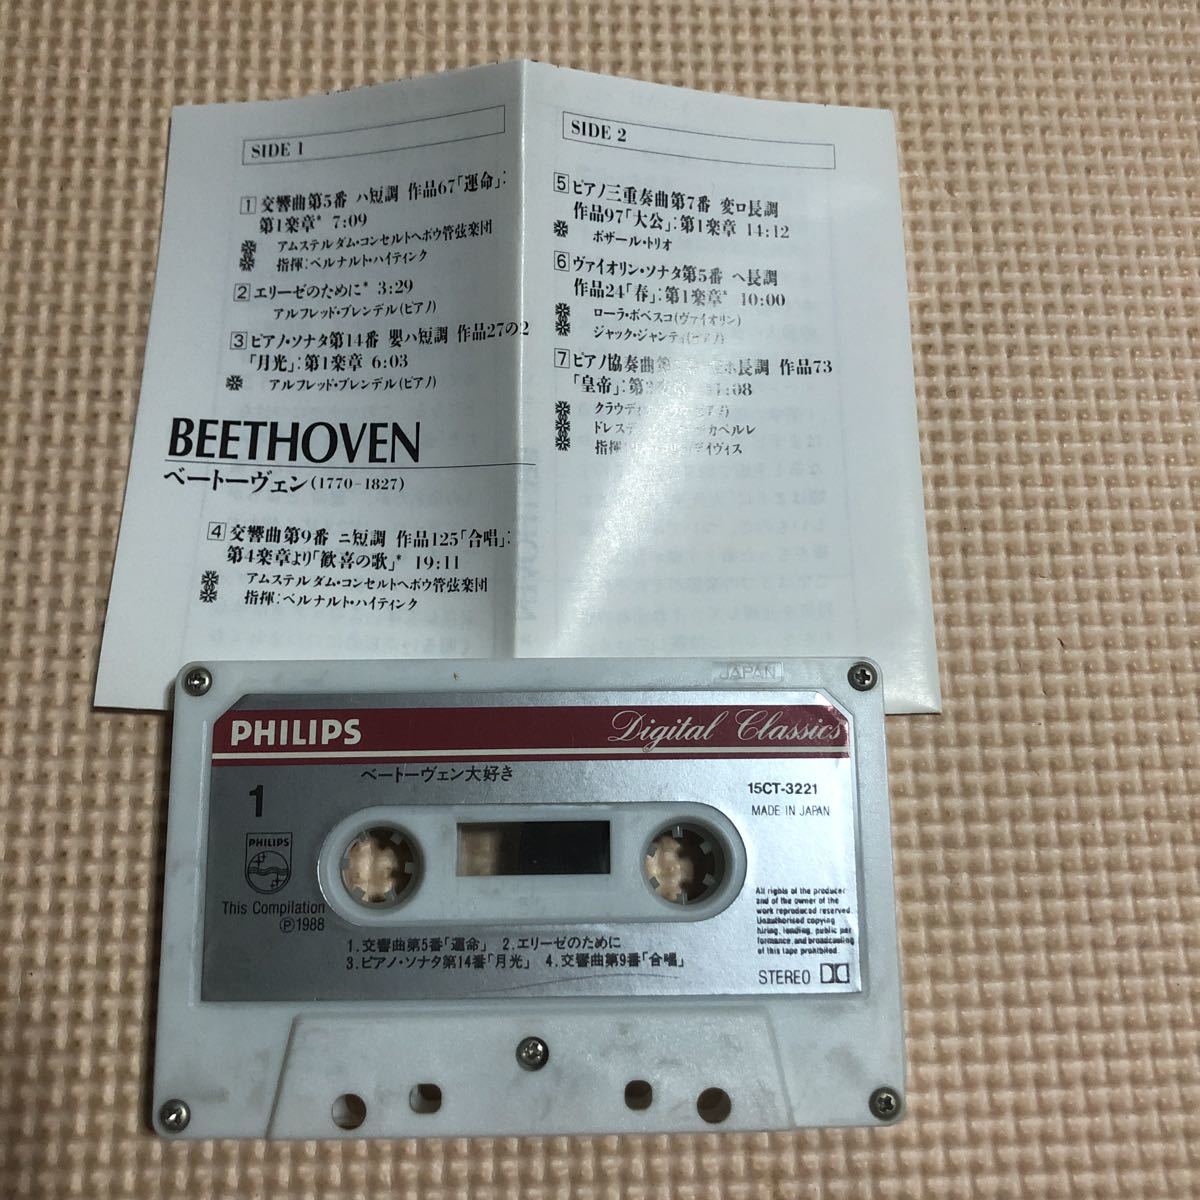 SIDE 1
1 交響曲第5番 ハ短調 作品67「運命」:
第1楽章* 7:09
アムステルダム・コンセルトヘボウ管弦楽団
指揮:ベルナルト・ハイティンク
2 エリーゼのために* 3:29
アルフレッド・ブレンデル(ピアノ)
3 ピアノ・ソナタ第14番 嬰ハ短調 作品27の2
「月光」:第1楽章 6:03
アルフレッド・ブレンデル(ピアノ)
BEETHOVEN
ベートーヴェン(1770-1827)
4 交響曲第9番 ニ短調 作品125「合唱」:
第4楽章より「歓喜の歌」* 19:11
アムステルダム・コンセルトヘボウ管弦楽団
指揮:ベルナルト・ハイティンク
SIDE 2
5 ピアノ三重奏曲第7番 変ロ長調
作品97「大公」:第1楽章 14:12
ボザール・トリオ
6 ヴァイオリン・ソナタ第5番 ヘ長調
作品24「春」:第1楽章* 10:00
ローラ・ボベスコ(ヴァイオリン)
ジャック・ジャンティ(ピアノ)
7 ピアノ協奏曲第 ホ長調 作品73
「皇帝」:第 :08
クラウディ
ドレスデ カペルレ
指揮: デイヴィス
JAPAN
PHILIPS Digital Classics
ベートーヴェン大好き
1
15CT-3221
MADE IN JAPAN
PHILIPS
This Compilation
Ⓟ1988
All rights of the producer
and of the owner of the
work reproduced reserved.
Unauthorised copying
hiring, lending, public per
formance, and broadcasting
of this tape prohibited.
1.交響曲第5番「運命」 2.エリーゼのために
3.ピアノ・ソナタ第14番「月光」 4.交響曲第9番「合唱」
STEREO